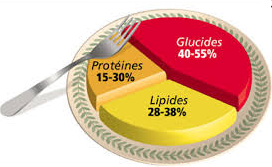 Glucides
40-55%
Protéines
15-30%
Lipides
28-38%